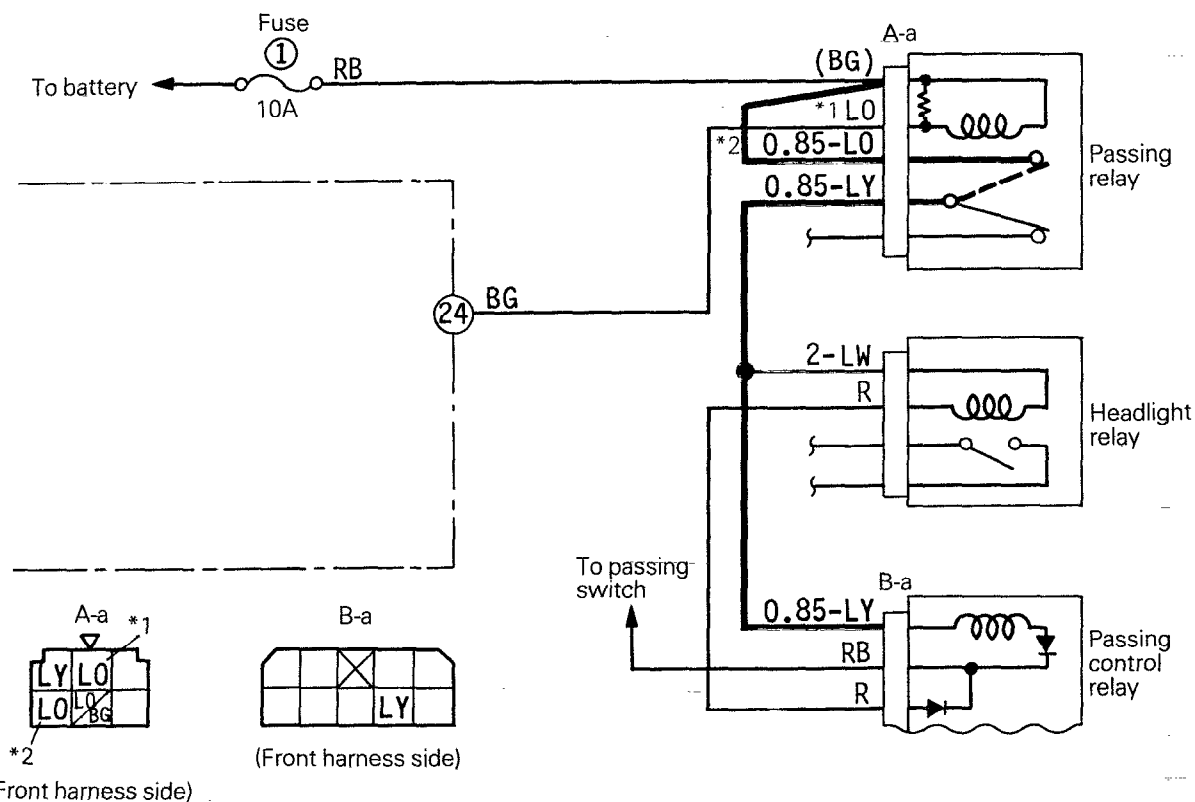 Fuse
1
To battery
RB
10A
A-a
(BG)
*1 LO
*2
0.85-LO
0.85-LY
Passing
relay
24
BG
2-LW
R
Headlight
relay
To passing
switch
B-a
0.85-LY
RB
R
Passing
control
relay
A-a
*1
LY LO
LO LO/BG
*2
Front harness side)
B-a
LY
(Front harness side)